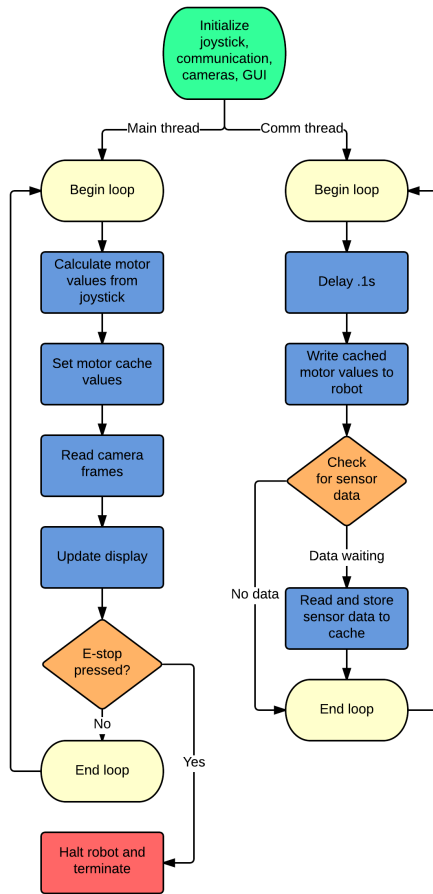 Initialize
joystick,
communication,
cameras, GUI
Main thread
Comm thread
Begin loop
Calculate motor
values from
joystick
Set motor cache
values
Read camera
frames
Update display
E-stop
pressed?
No
Yes
End loop
Halt robot and
terminate
Begin loop
Delay .1s
Write cached
motor values to
robot
Check
for sensor
data
Data waiting
No data
Read and store
sensor data to
cache
End loop